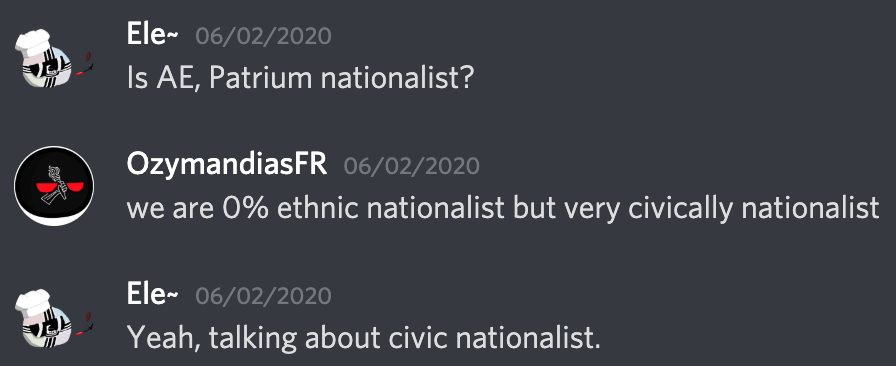 Ele~ 06/02/2020
Is AE, Patrium nationalist?
OzymandiasFR 06/02/2020
we are 0% ethnic nationalist but very civically nationalist
Ele~ 06/02/2020
Yeah, talking about civic nationalist.